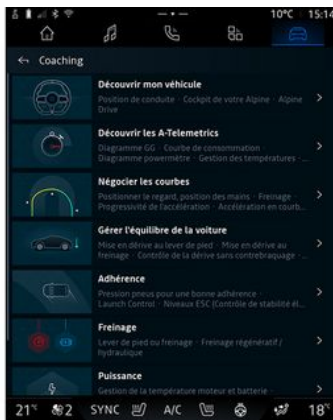 10°C 15:14
Coaching
Découvrir mon véhicule
Position de conduite · Cockpit de votre Alpine · Alpine
Drive
Découvrir les A-Telemetrics
Diagramme GG · Courbe de consommation ·
Diagramme powermètre · Gestion des températures · ...
Négocier les courbes
Positionner le regard, position des mains · Freinage ·
Progressivité de l'accélération · Accélération en courb...
Gérer l'équilibre de la voiture
Mise en dérive au lever de pied · Mise en dérive au
freinage · Contrôle de la dérive sans contrebraquage · ...
Adhérence
Pression pneus pour une bonne adhérence ·
Launch Control · Niveaux ESC (Contrôle de stabilité él...
Freinage
Lever de pied ou freinage · Freinage régénératif /
hydraulique
Puissance
Gestion de la température moteur et batterie ·
21°C 2 SYNC A/C 18°